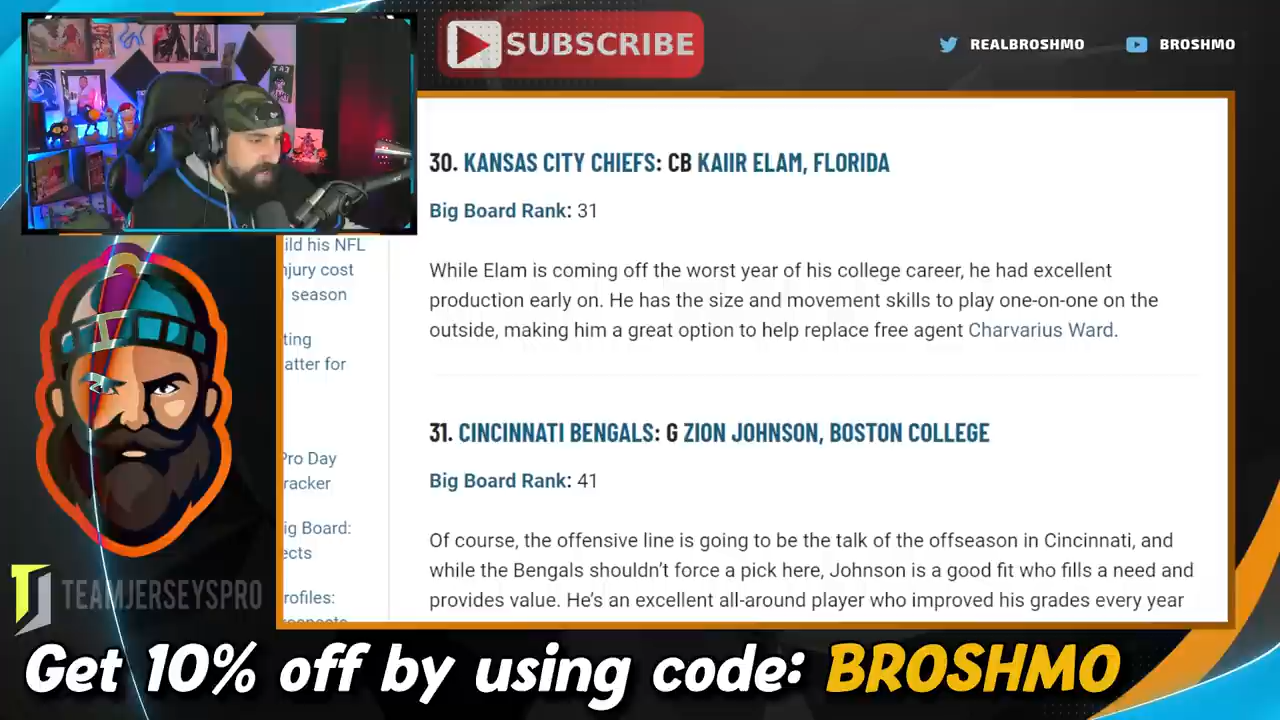 SUBSCRIBE
REALBROSHMO
BROSHMO
30. KANSAS CITY CHIEFS: CB KAIIR ELAM, FLORIDA
Big Board Rank: 31
While Elam is coming off the worst year of his college career, he had excellent
production early on. He has the size and movement skills to play one-on-one on the
outside, making him a great option to help replace free agent Charvarius Ward.
31. CINCINNATI BENGALS: G ZION JOHNSON, BOSTON COLLEGE
Big Board Rank: 41
Of course, the offensive line is going to be the talk of the offseason in Cincinnati, and
while the Bengals shouldn't force a pick here, Johnson is a good fit who fills a need and
provides value. He's an excellent all-around player who improved his grades every year
ild his NFL
njury cost
season
ting
atter for
Pro Day
racker
ig Board:
ects
rofiles:
TJ TEAMJERSEYSPRO
Get 10% off by using code: BROSHMO